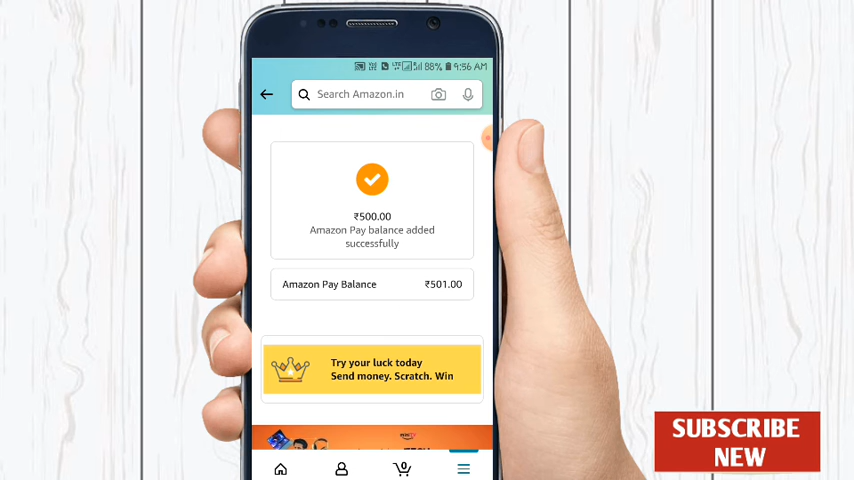 88% 9:56 AM
Search Amazon.in
₹500.00
Amazon Pay balance added
successfully
Amazon Pay Balance ₹501.00
Try your luck today
Send money. Scratch. Win
0
SUBSCRIBE
NEW